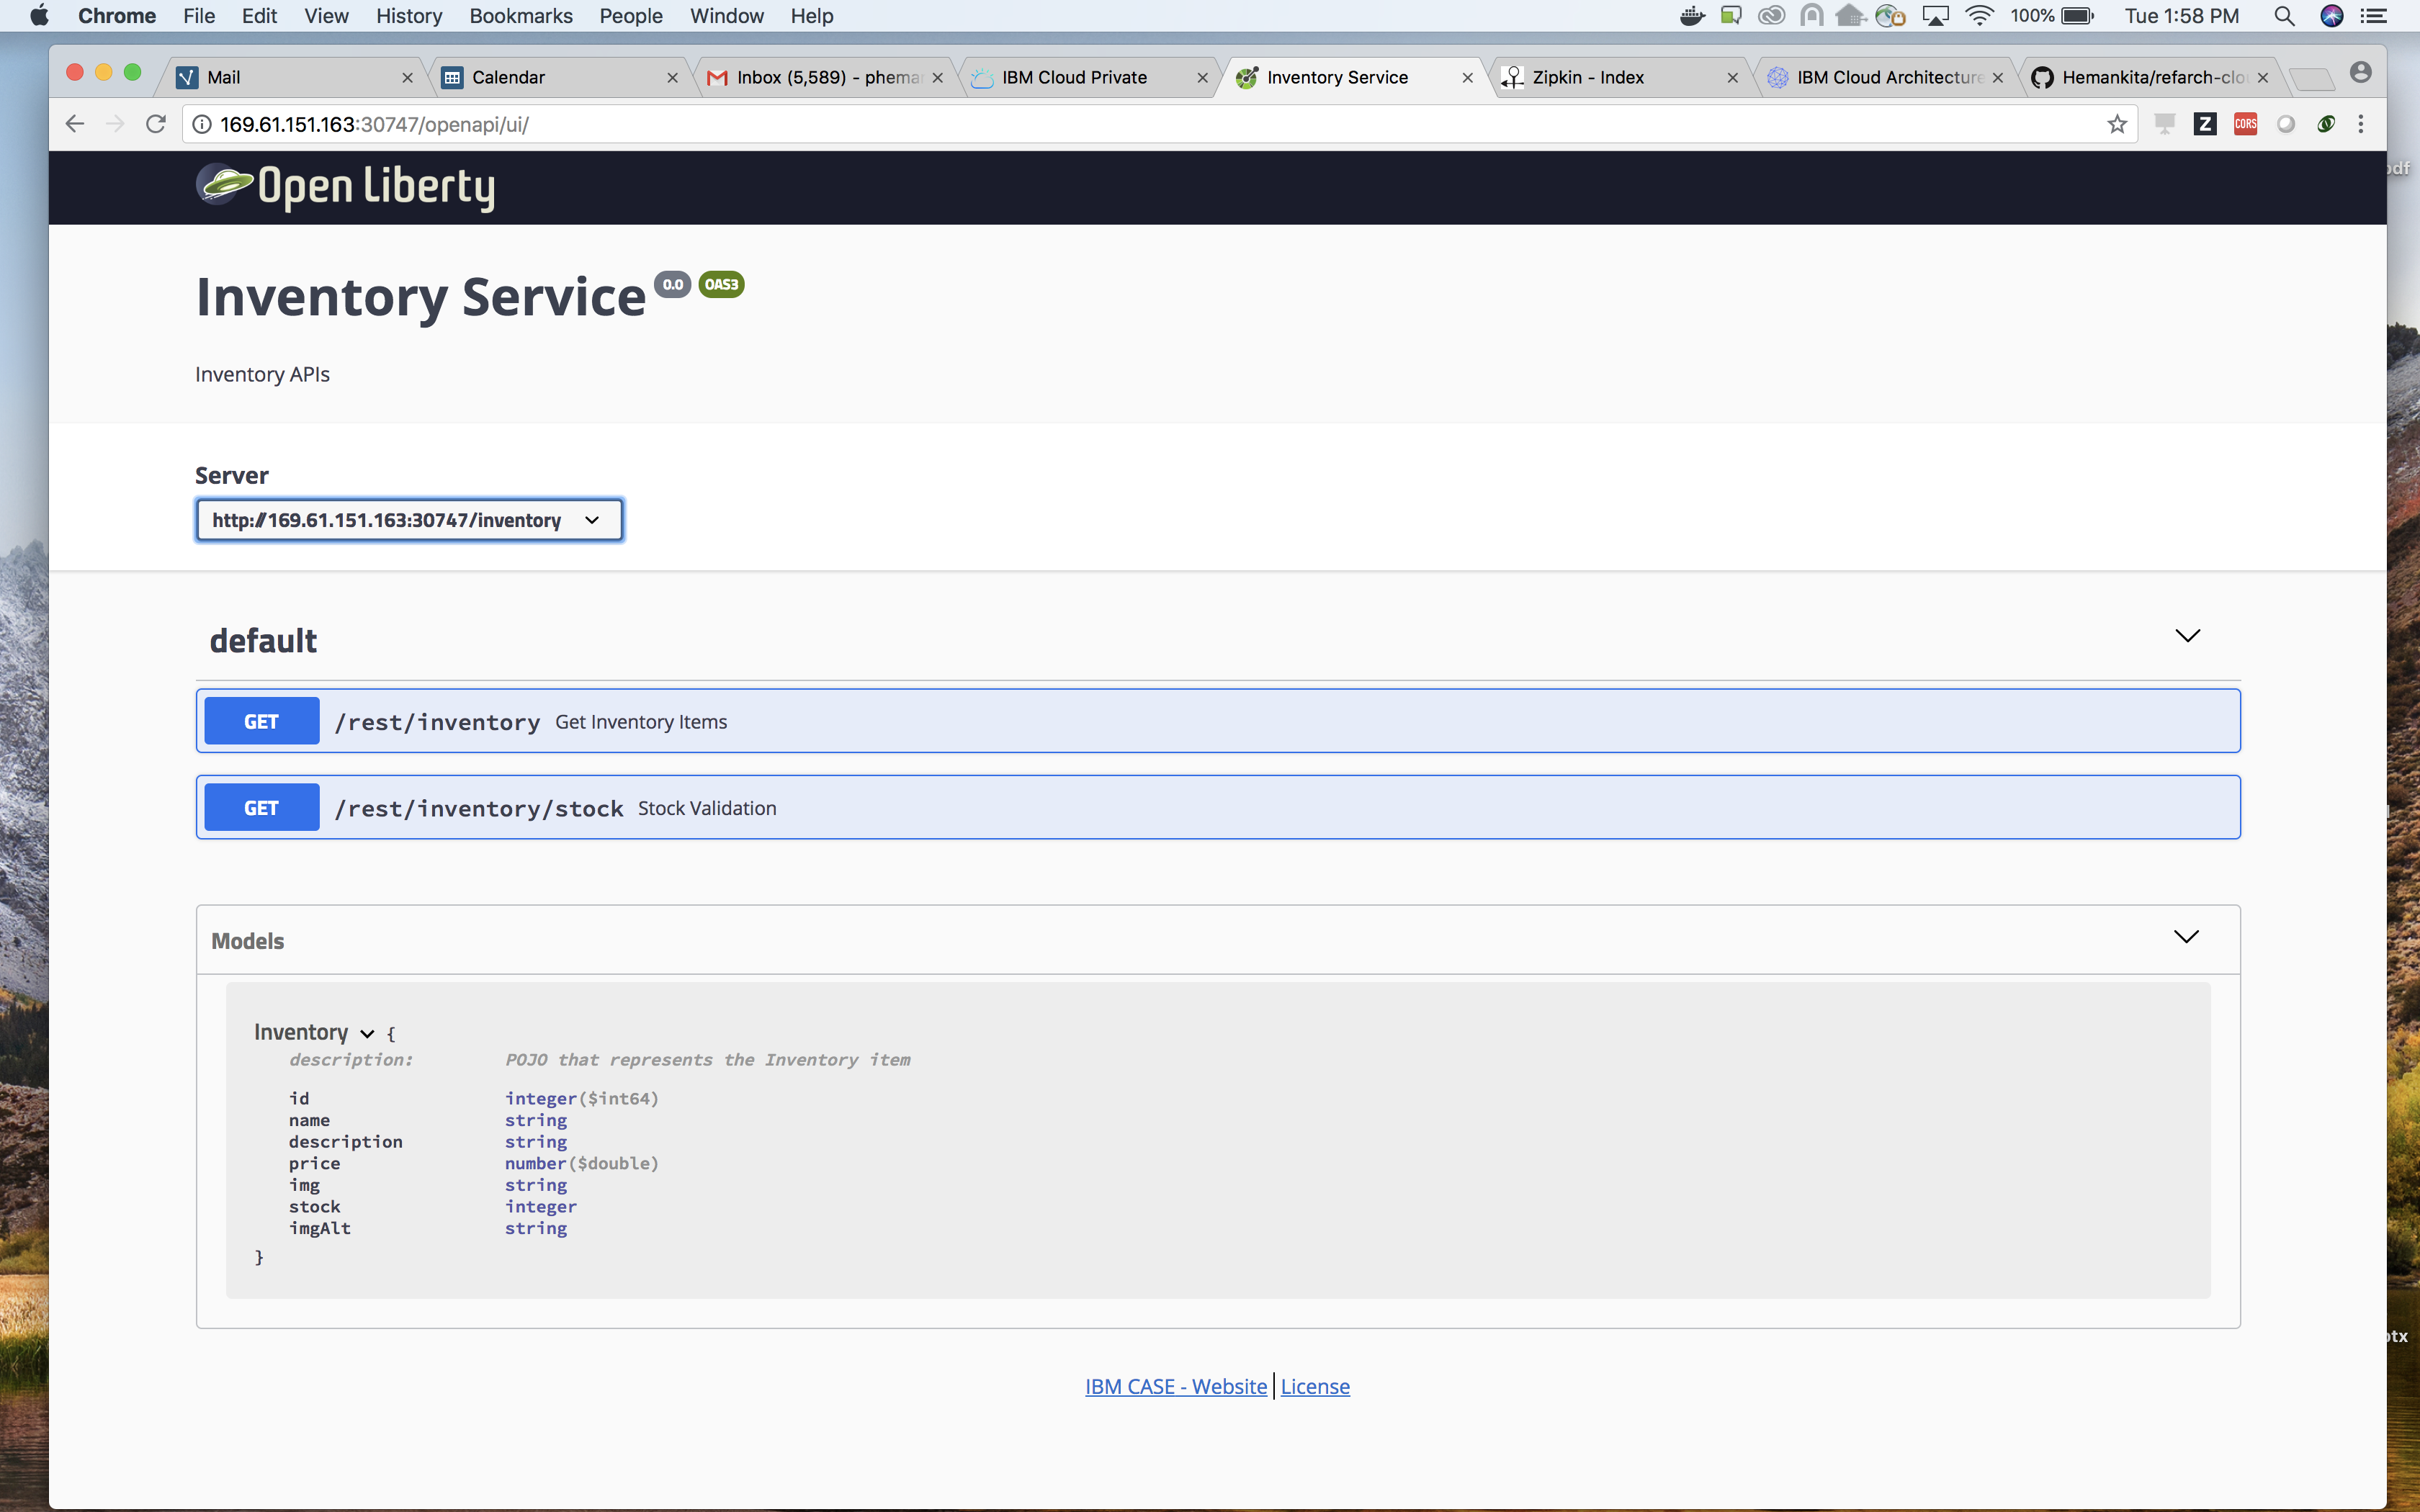 Chrome File Edit View History Bookmarks People Window Help 100% Tue 1:58 PM
Mail Calendar Inbox (5,589) - phema IBM Cloud Private Inventory Service Zipkin - Index IBM Cloud Architecture Hemankita/refarch-clo
169.61.151.163:30747/openapi/ui/ Z CORS
Open Liberty
Inventory Service 0.0 OAS3
Inventory APIs
Server
http://169.61.151.163:30747/inventory
default
GET /rest/inventory Get Inventory Items
GET /rest/inventory/stock Stock Validation
Models
Inventory {
description: POJO that represents the Inventory item
id integer($int64)
name string
description string
price number($double)
img string
stock integer
imgAlt string
}
IBM CASE - Website | License